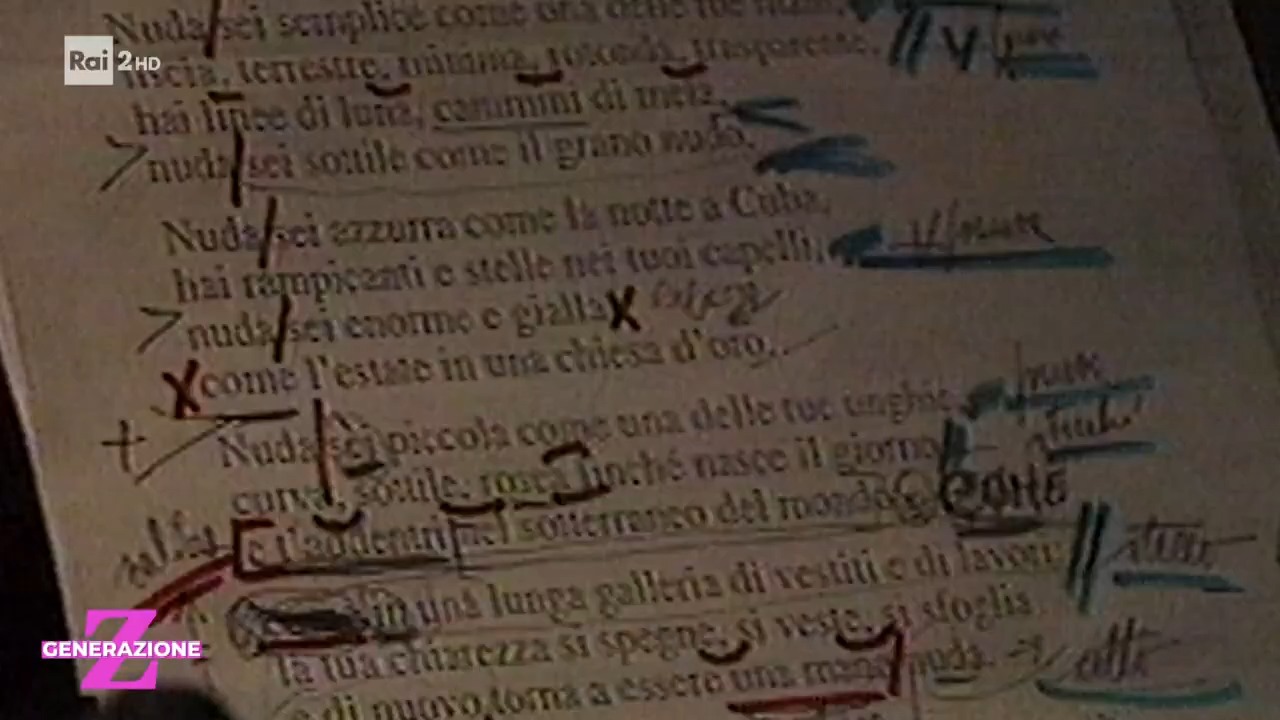 Rai 2HD
Nuda sei semplice come una delle tue mani,
liscia, terrestre, minima, rotonda, trasparente,
hai linee di luna, cammini di mela,
nuda sei sottile come il grano nudo.
Nuda sei azzurra come la notte a Cuba,
hai rampicanti e stelle nei tuoi capelli,
nuda sei enorme e gialla
come l'estate in una chiesa d'oro.
Nuda sei piccola come una delle tue unghie,
curva, sottile, rosea finché nasce il giorno
e t'addentri nel sotterraneo del mondo COME
in una lunga galleria di vestiti e di lavori:
la tua chiarezza si spegne, si veste, si sfoglia
e di nuovo torna a essere una mano nuda.
GENERAZIONE
Z